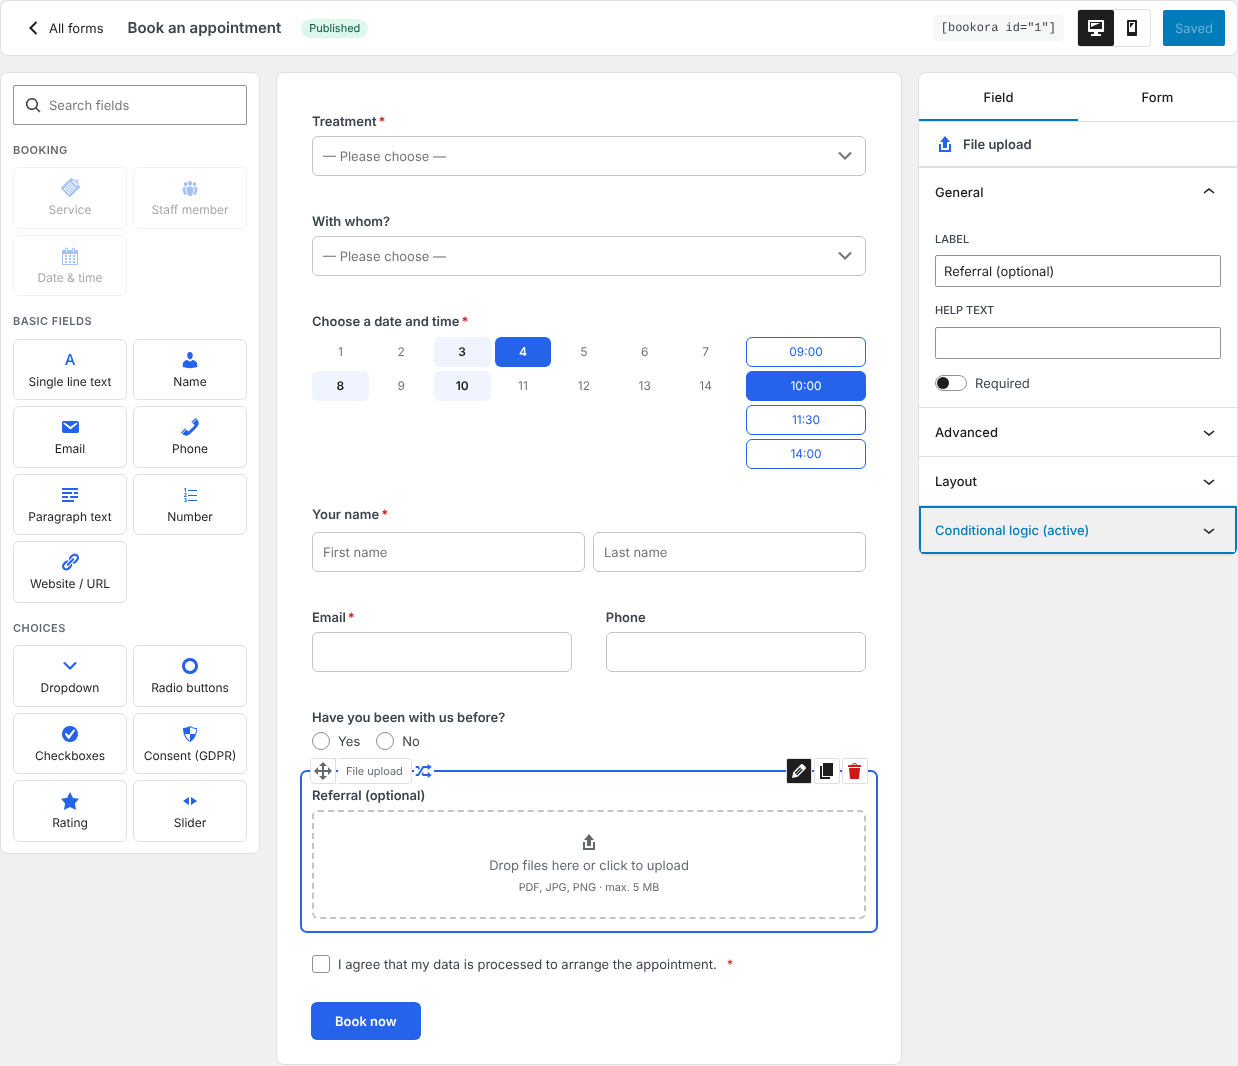 All forms
Book an appointment
Published
[bookora id="1"]
Saved
Search fields
BOOKING
Service
Staff member
Date & time
BASIC FIELDS
A
Single line text
Name
Email
Phone
Paragraph text
Number
Website / URL
CHOICES
Dropdown
Radio buttons
Checkboxes
Consent (GDPR)
Rating
Slider
Treatment *
— Please choose —
With whom?
— Please choose —
Choose a date and time *
1 2 3 4 5 6 7
8 9 10 11 12 13 14
09:00
10:00
11:30
14:00
Your name *
First name
Last name
Email *
Phone
Have you been with us before?
Yes No
File upload
Referral (optional)
Drop files here or click to upload
PDF, JPG, PNG · max. 5 MB
I agree that my data is processed to arrange the appointment. *
Book now
Field
Form
File upload
General
LABEL
Referral (optional)
HELP TEXT
Required
Advanced
Layout
Conditional logic (active)